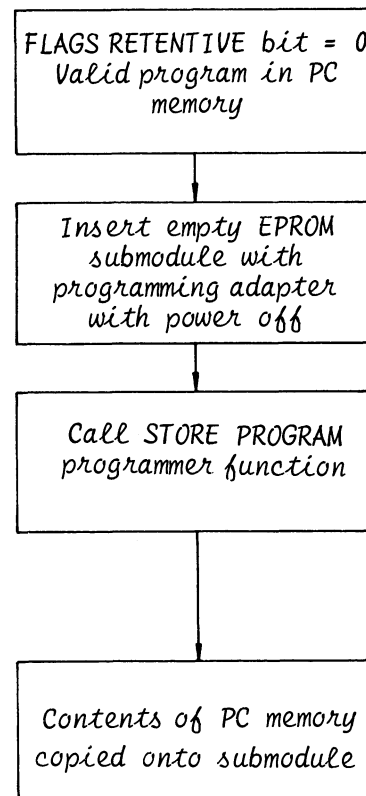 FLAGS RETENTIVE bit = 0
Valid program in PC
memory
Insert empty EPROM
submodule with
programming adapter
with power off
Call STORE PROGRAM
programmer function
Contents of PC memory
copied onto submodule